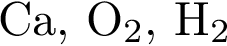 Ca, O₂, H₂